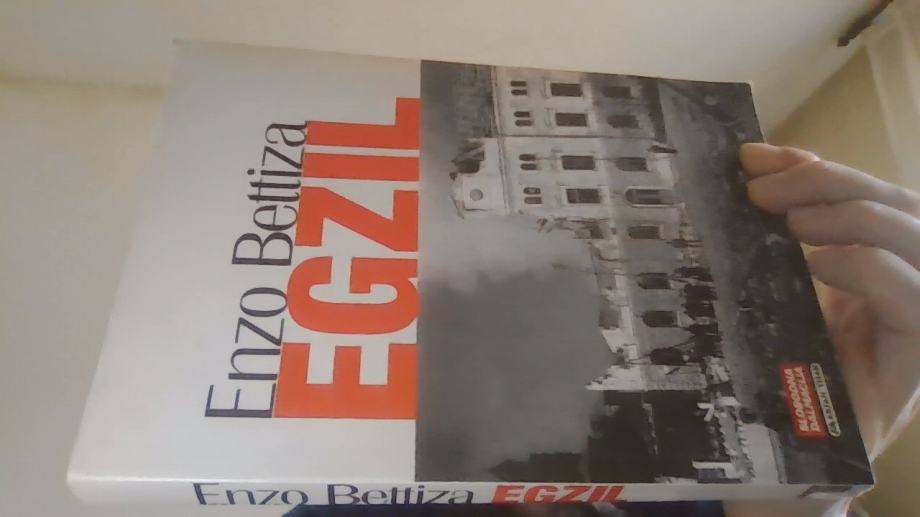 Enzo Bettiza
EGZIL
SLOBODNA
DALMACIJA
Enzo Bettiza EGZIL